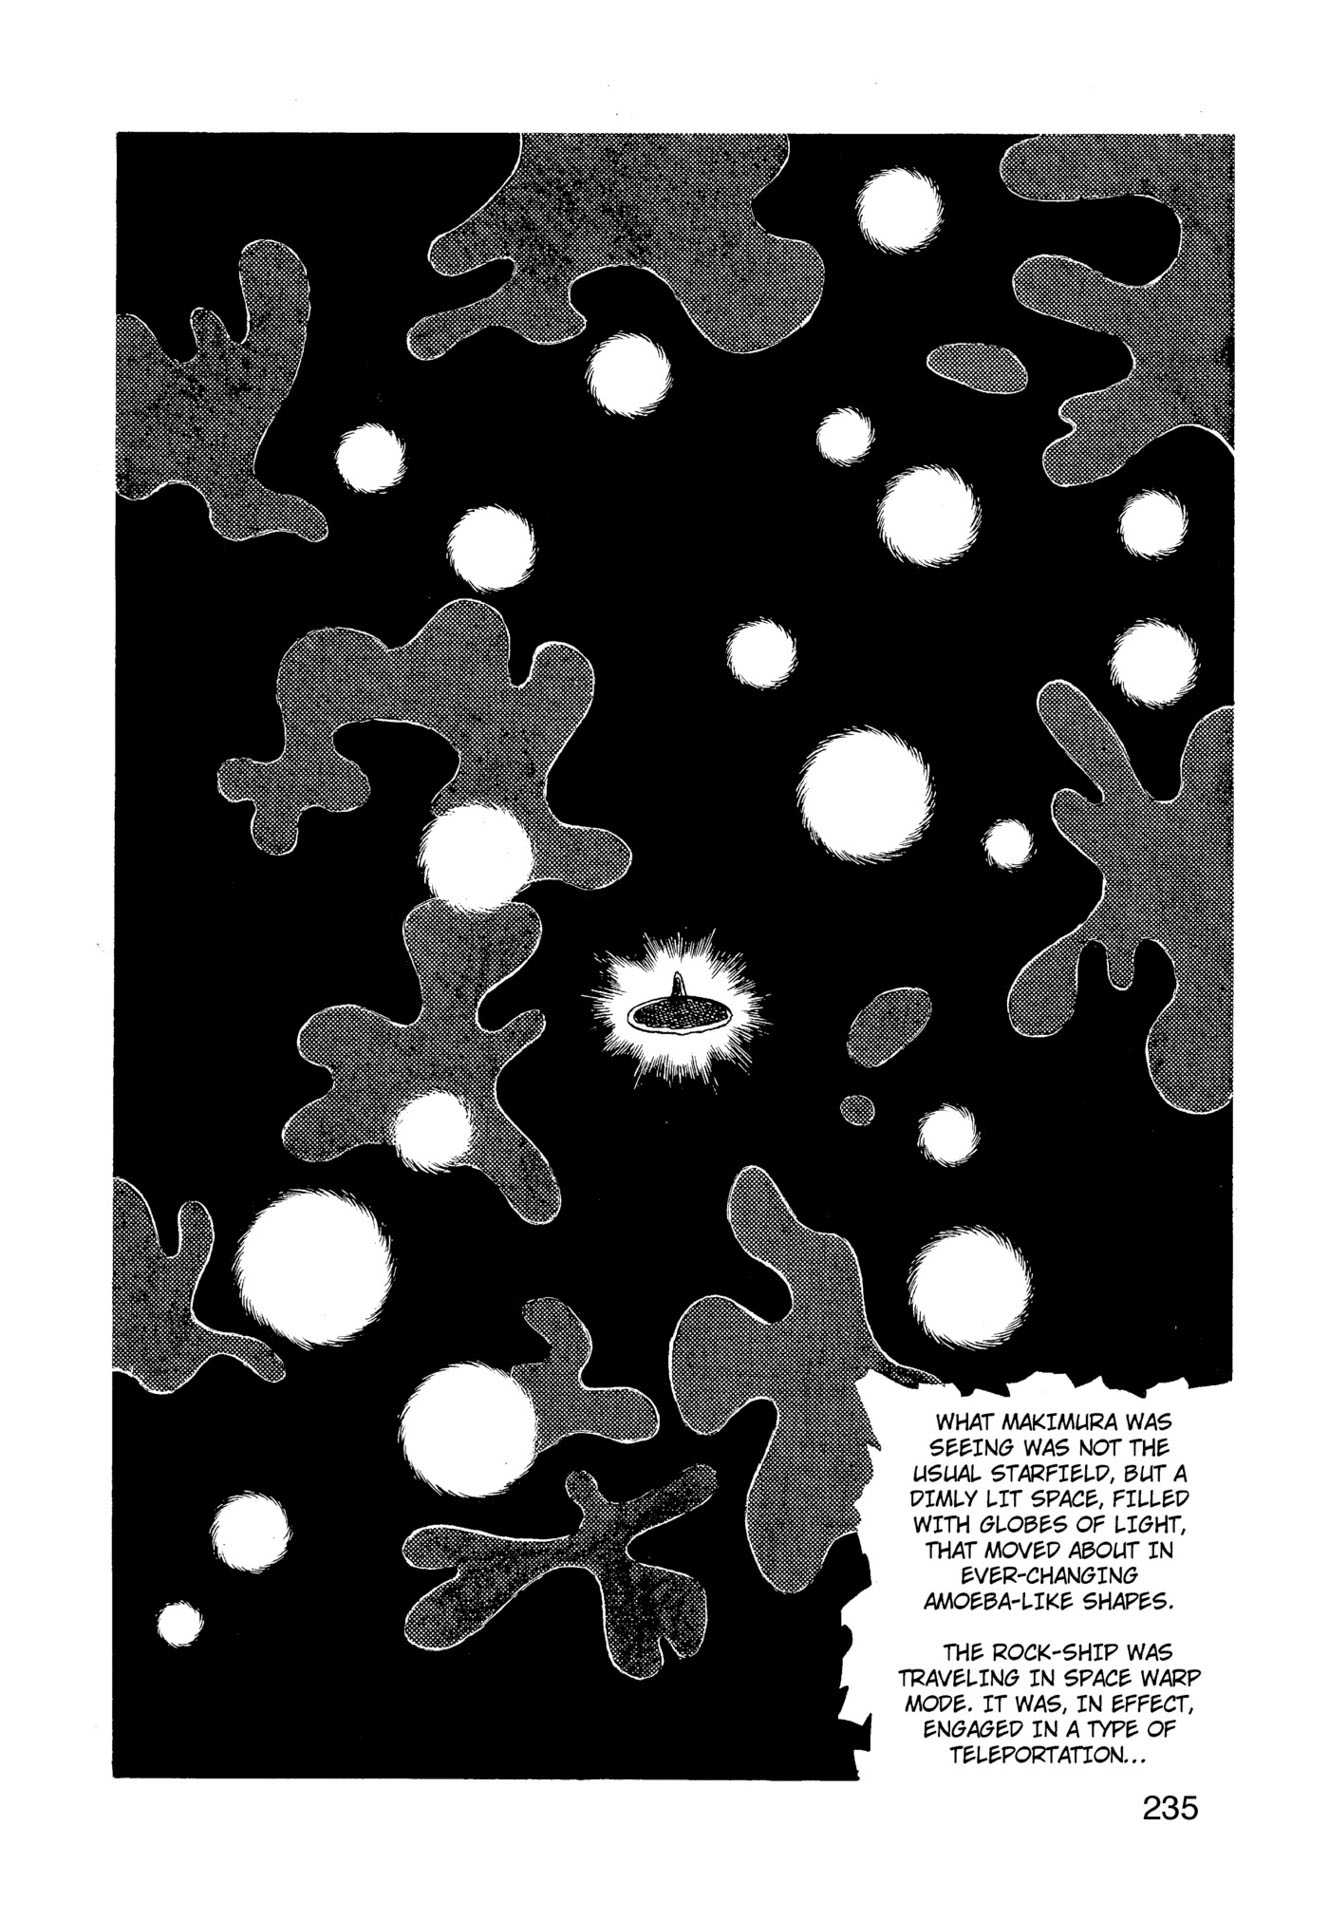 WHAT MAKIMURA WAS
SEEING WAS NOT THE
USUAL STARFIELD, BUT A
DIMLY LIT SPACE, FILLED
WITH GLOBES OF LIGHT,
THAT MOVED ABOUT IN
EVER-CHANGING
AMOEBA-LIKE SHAPES.
THE ROCK-SHIP WAS
TRAVELING IN SPACE WARP
MODE. IT WAS, IN EFFECT,
ENGAGED IN A TYPE OF
TELEPORTATION...
235